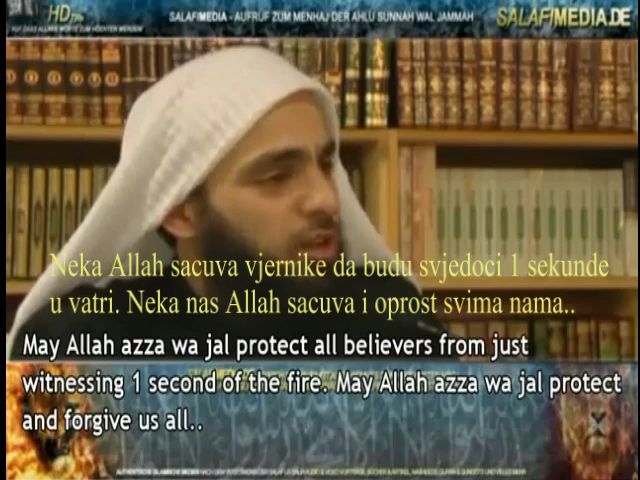 HD
SALAFIMEDIA - AUFRUF ZUM MENHAJ DER AHLU SUNNAH WAL JAMMAH
SALAFIMEDIA.DE
Neka Allah sacuva vjernike da budu svjedoci 1 sekunde
u vatri. Neka nas Allah sacuva i oprost svima nama..
May Allah azza wa jal protect all believers from just
witnessing 1 second of the fire. May Allah azza wa jal protect
and forgive us all..